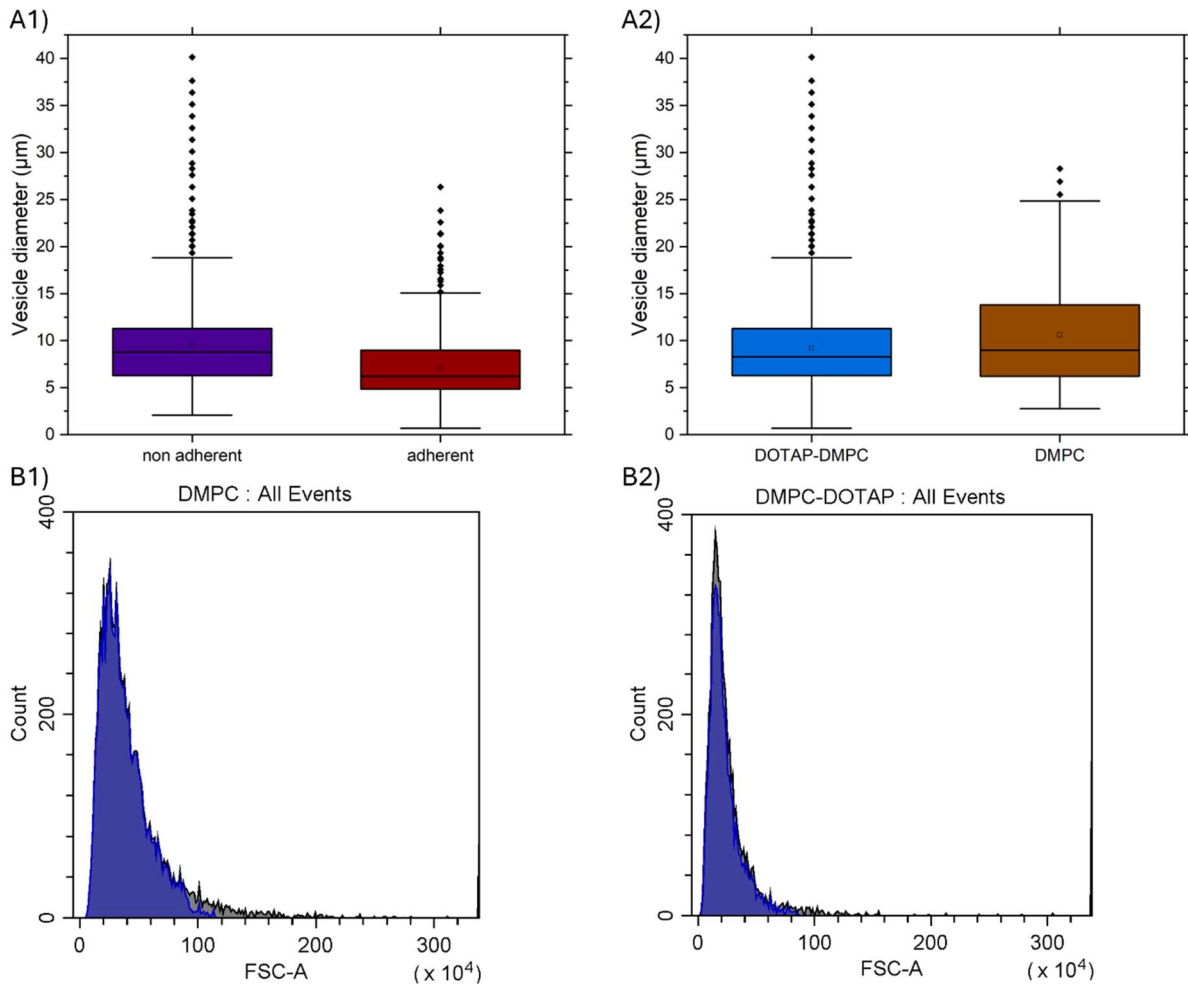 A1)
Vesicle diameter (μm)
40
35
30
25
20
15
10
5
0
non adherent
adherent
A2)
Vesicle diameter (μm)
40
35
30
25
20
15
10
5
0
DOTAP-DMPC
DMPC
B1)
DMPC : All Events
Count
400
200
0
0
100
200
300
FSC-A
(x 10⁴)
B2)
DMPC-DOTAP : All Events
Count
400
200
0
0
100
200
300
FSC-A
(x 10⁴)